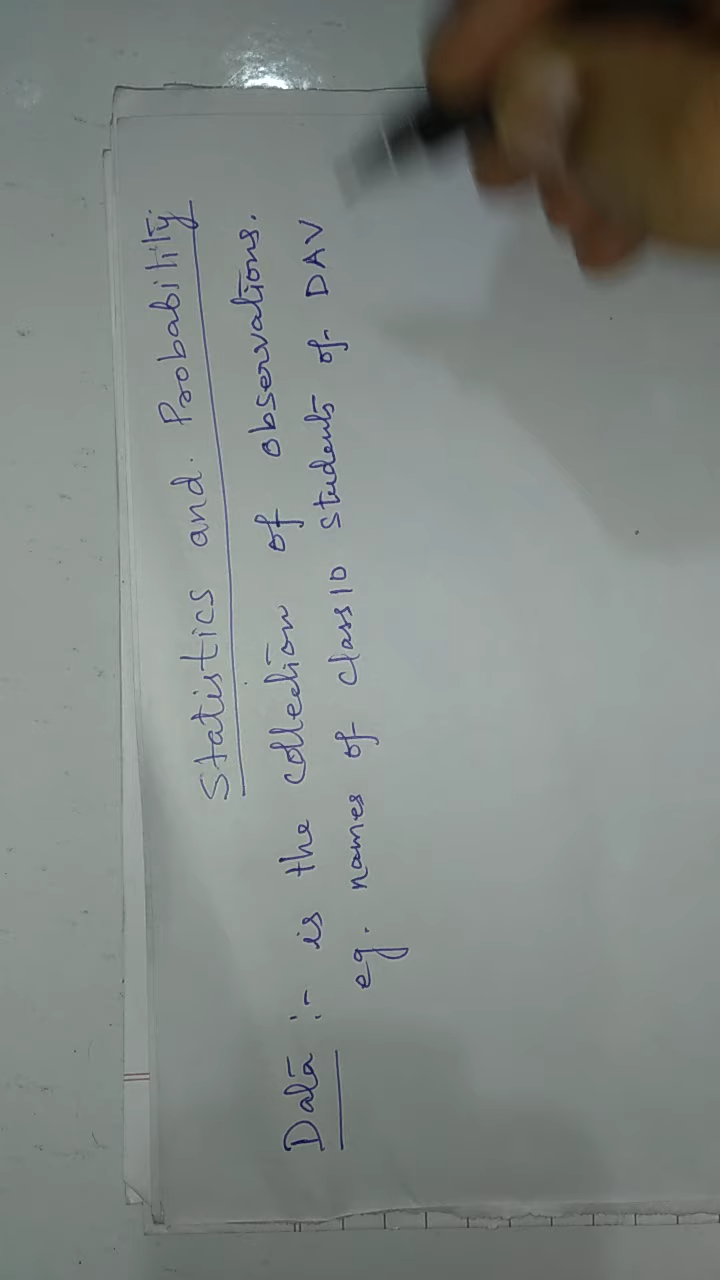 Statistics and Probability
Data :- is the collection of observations.
eg. names of class 10 students of DAV